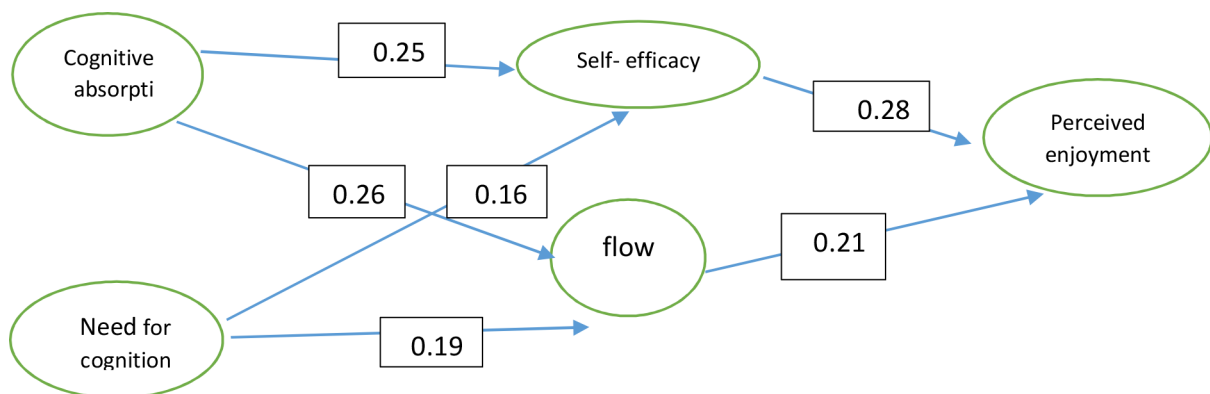 Cognitive
absorpti
0.25
Self- efficacy
0.28
Perceived
enjoyment
0.26
0.16
flow
0.21
Need for
cognition
0.19